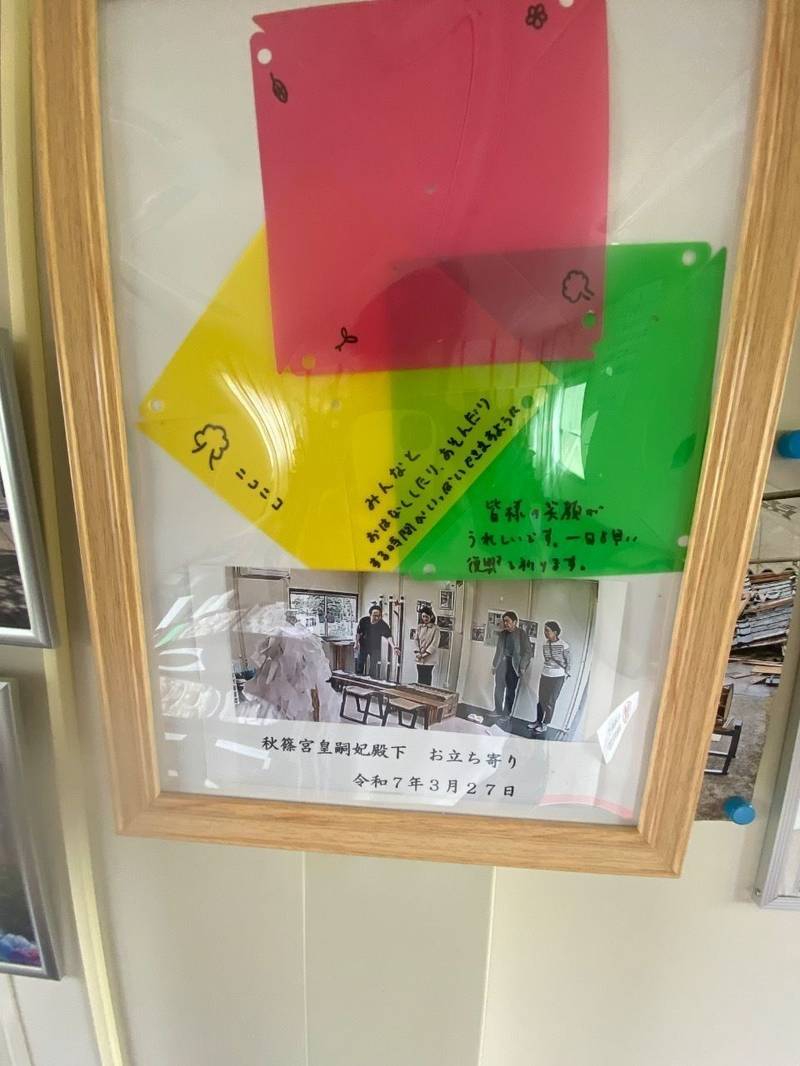 ニコニコ
みんなと
おはなししたり、あそんだり
する時間がいっぱいできますように
皆様の笑顔が
うれしいです。一日も早い
復興を祈ります。
秋篠宮皇嗣妃殿下　お立ち寄り
令和７年３月２７日